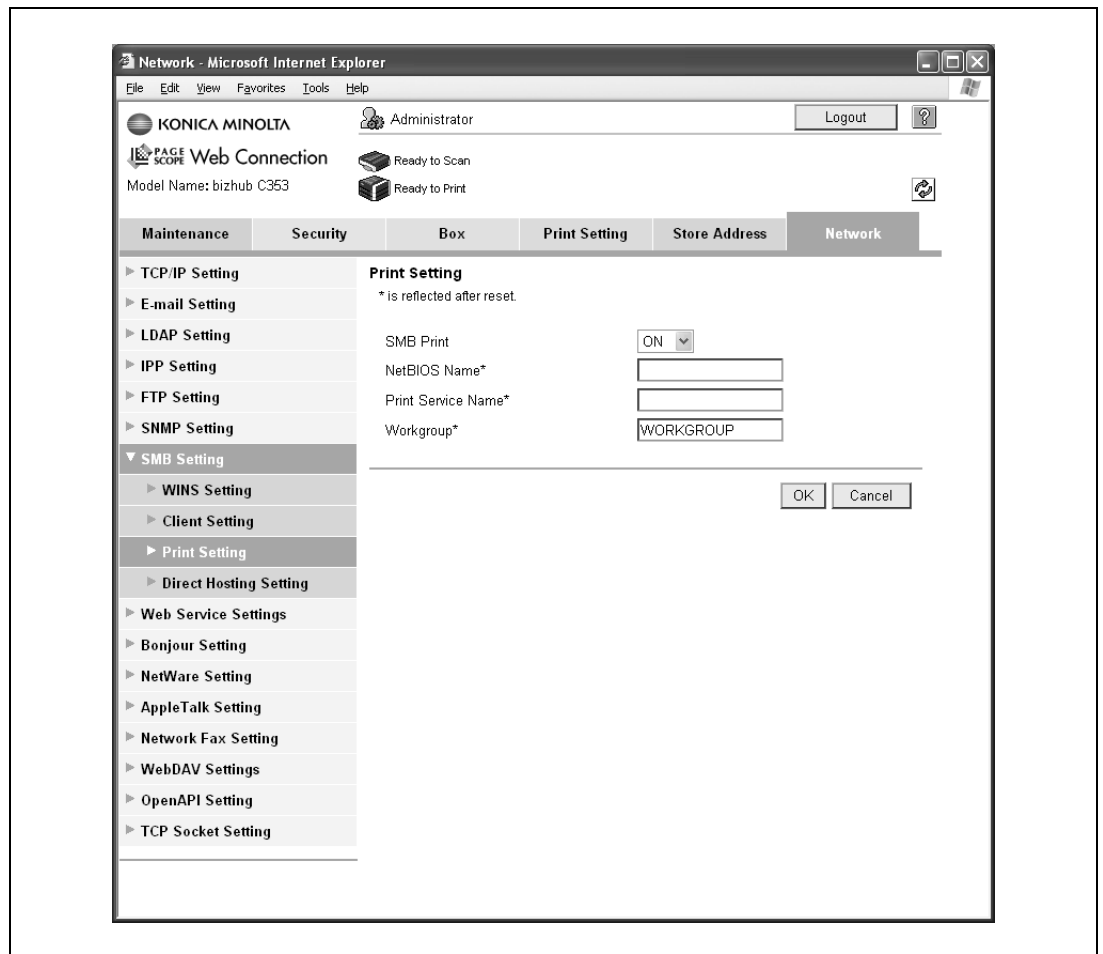 Network - Microsoft Internet Explorer
File Edit View Favorites Tools Help
KONICA MINOLTA
Administrator
Logout
?
PAGE SCOPE Web Connection
Ready to Scan
Model Name: bizhub C353
Ready to Print
Maintenance Security Box Print Setting Store Address Network
TCP/IP Setting
E-mail Setting
LDAP Setting
IPP Setting
FTP Setting
SNMP Setting
SMB Setting
WINS Setting
Client Setting
Print Setting
Direct Hosting Setting
Web Service Settings
Bonjour Setting
NetWare Setting
AppleTalk Setting
Network Fax Setting
WebDAV Settings
OpenAPI Setting
TCP Socket Setting
Print Setting
* is reflected after reset.
SMB Print ON
NetBIOS Name*
Print Service Name*
Workgroup* WORKGROUP
OK Cancel